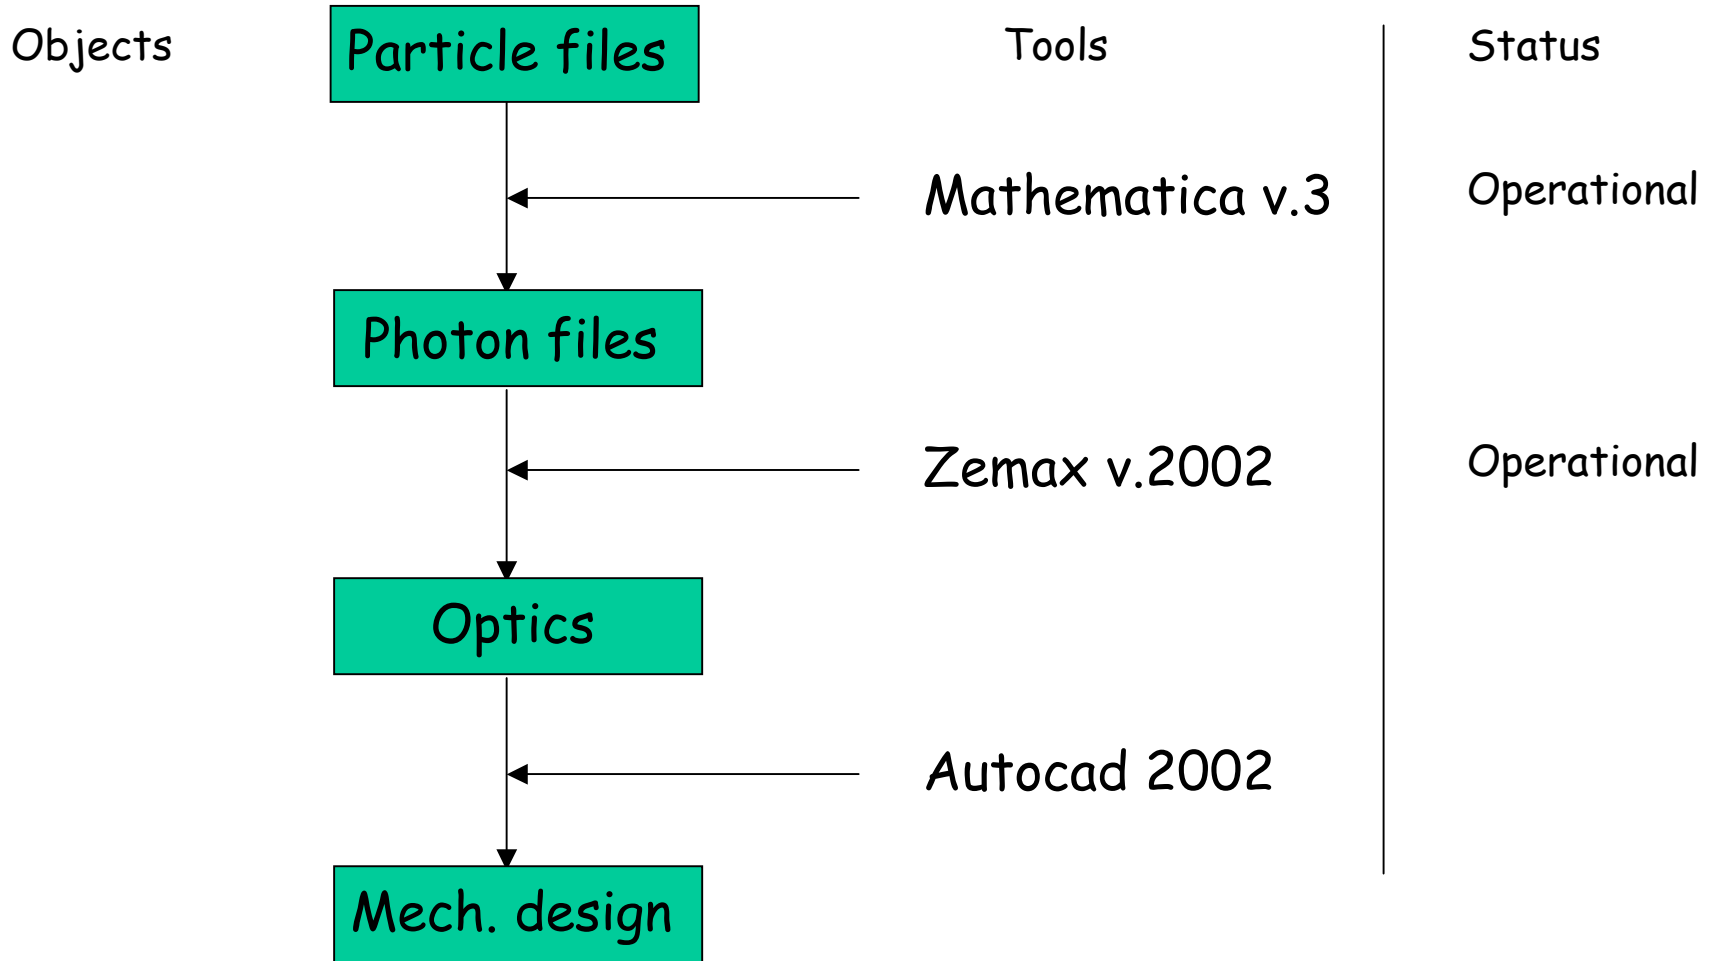 Objects
Particle files
Tools
Status
Mathematica v.3
Operational
Photon files
Zemax v.2002
Operational
Optics
Autocad 2002
Mech. design